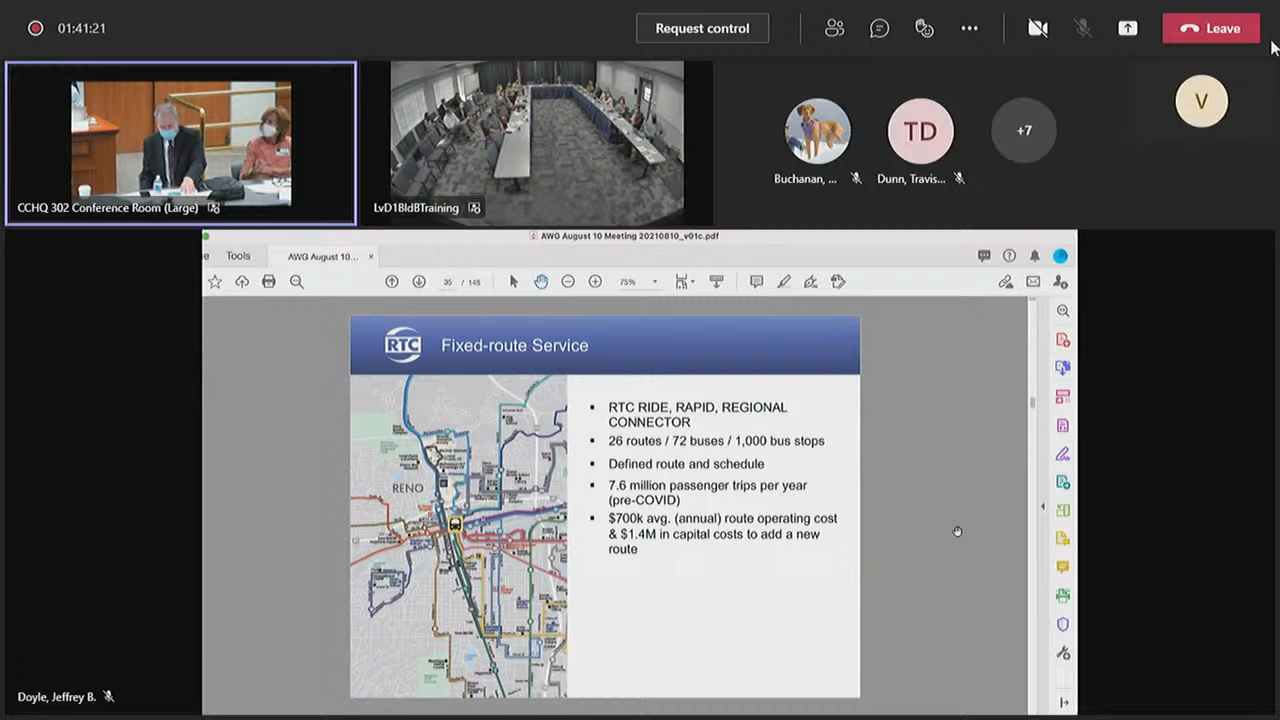 01:41:21
Request control
Leave
CCHQ 302 Conference Room (Large)
LvD1BldBTraining
Buchanan, ...
TD
Dunn, Travis...
+7
V
AWG August 10 Meeting 20210810_v01c.pdf
e
Tools
AWG August 10...
35 / 145
75%
RTC
Fixed-route Service
▪ RTC RIDE, RAPID, REGIONAL
CONNECTOR
▪ 26 routes / 72 buses / 1,000 bus stops
▪ Defined route and schedule
▪ 7.6 million passenger trips per year
(pre-COVID)
▪ $700k avg. (annual) route operating cost
& $1.4M in capital costs to add a new
route
RENO
Doyle, Jeffrey B.